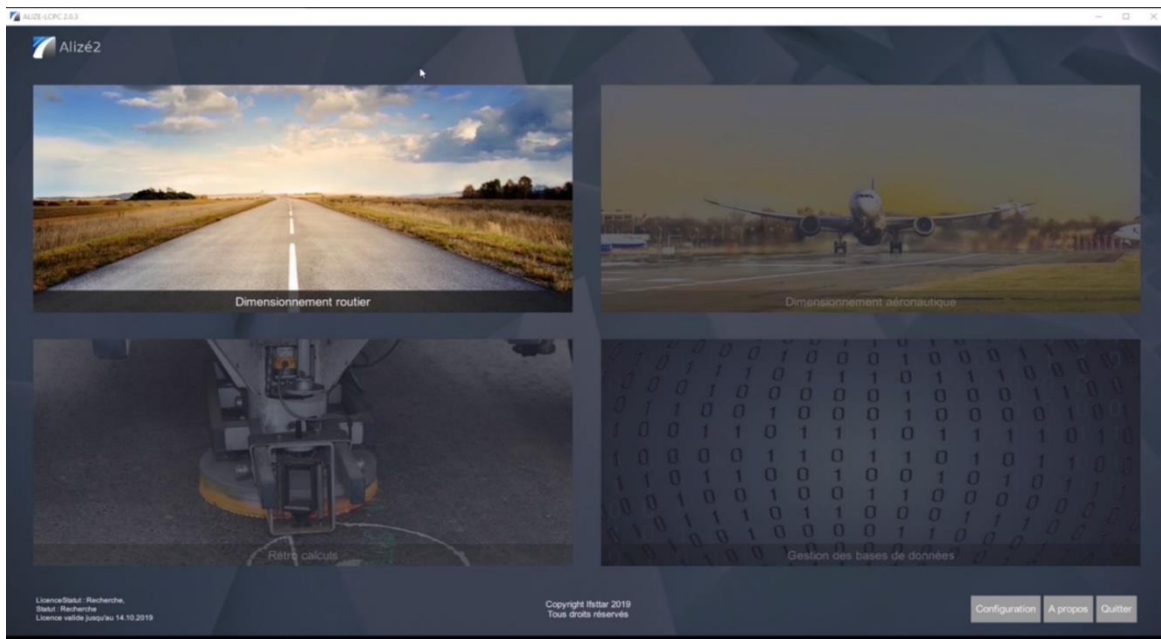 ALIZE-LCPC 2.0.3
Alizé2
Dimensionnement routier
Dimensionnement aéronautique
Rétro calculs
Gestion des bases de données
LicenceStatut : Recherche,
Statut : Recherche
Licence valide jusqu'au 14.10.2019
Copyright Ifsttar 2019
Tous droits réservés
Configuration
A propos
Quitter